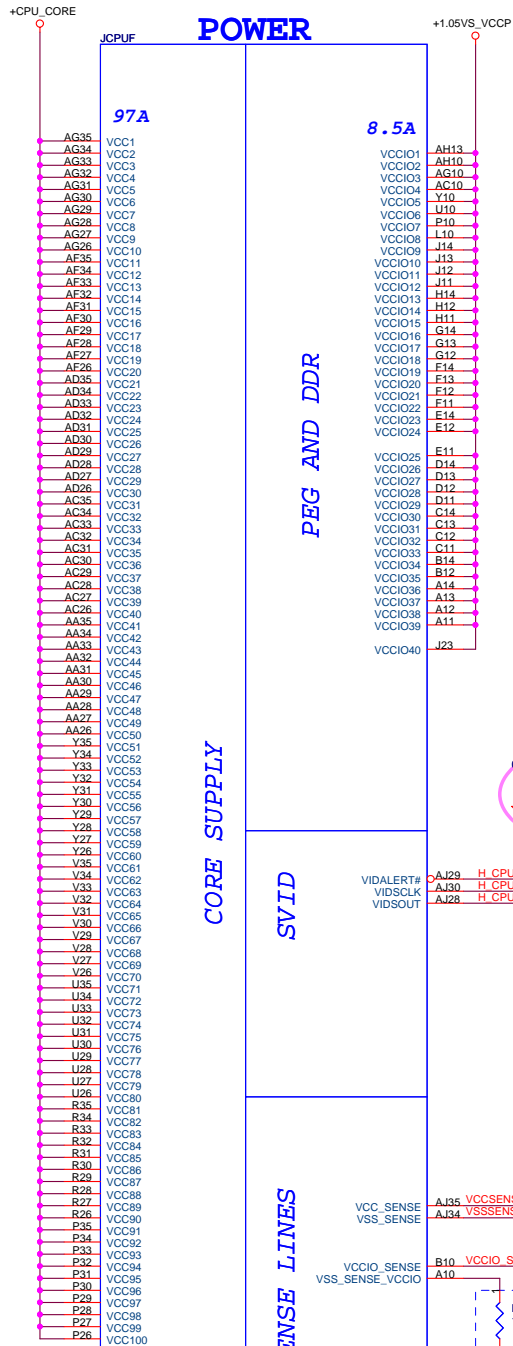 +CPU_CORE
POWER
+1.05VS_VCCP
JCPUF
97A
8.5A
AG35 VCC1
AG34 VCC2
AG33 VCC3
AG32 VCC4
AG31 VCC5
AG30 VCC6
AG29 VCC7
AG28 VCC8
AG27 VCC9
AG26 VCC10
AF35 VCC11
AF34 VCC12
AF33 VCC13
AF32 VCC14
AF31 VCC15
AF30 VCC16
AF29 VCC17
AF28 VCC18
AF27 VCC19
AF26 VCC20
AD35 VCC21
AD34 VCC22
AD33 VCC23
AD32 VCC24
AD31 VCC25
AD30 VCC26
AD29 VCC27
AD28 VCC28
AD27 VCC29
AD26 VCC30
AC35 VCC31
AC34 VCC32
AC33 VCC33
AC32 VCC34
AC31 VCC35
AC30 VCC36
AC29 VCC37
AC28 VCC38
AC27 VCC39
AC26 VCC40
AA35 VCC41
AA34 VCC42
AA33 VCC43
AA32 VCC44
AA31 VCC45
AA30 VCC46
AA29 VCC47
AA28 VCC48
AA27 VCC49
AA26 VCC50
Y35 VCC51
Y34 VCC52
Y33 VCC53
Y32 VCC54
Y31 VCC55
Y30 VCC56
Y29 VCC57
Y28 VCC58
Y27 VCC59
Y26 VCC60
V35 VCC61
V34 VCC62
V33 VCC63
V32 VCC64
V31 VCC65
V30 VCC66
V29 VCC67
V28 VCC68
V27 VCC69
V26 VCC70
U35 VCC71
U34 VCC72
U33 VCC73
U32 VCC74
U31 VCC75
U30 VCC76
U29 VCC77
U28 VCC78
U27 VCC79
U26 VCC80
R35 VCC81
R34 VCC82
R33 VCC83
R32 VCC84
R31 VCC85
R30 VCC86
R29 VCC87
R28 VCC88
R27 VCC89
R26 VCC90
P35 VCC91
P34 VCC92
P33 VCC93
P32 VCC94
P31 VCC95
P30 VCC96
P29 VCC97
P28 VCC98
P27 VCC99
P26 VCC100
CORE SUPPLY
VCCIO1 AH13
VCCIO2 AH10
VCCIO3 AG10
VCCIO4 AC10
VCCIO5 Y10
VCCIO6 U10
VCCIO7 P10
VCCIO8 L10
VCCIO9 J14
VCCIO10 J13
VCCIO11 J12
VCCIO12 J11
VCCIO13 H14
VCCIO14 H12
VCCIO15 H11
VCCIO16 G14
VCCIO17 G13
VCCIO18 G12
VCCIO19 F14
VCCIO20 F13
VCCIO21 F12
VCCIO22 F11
VCCIO23 E14
VCCIO24 E12
VCCIO25 E11
VCCIO26 D14
VCCIO27 D13
VCCIO28 D12
VCCIO29 D11
VCCIO30 C14
VCCIO31 C13
VCCIO32 C12
VCCIO33 C11
VCCIO34 B14
VCCIO35 B12
VCCIO36 A14
VCCIO37 A13
VCCIO38 A12
VCCIO39 A11
VCCIO40 J23
PEG AND DDR
SVID
VIDALERT# AJ29 H_CPU
VIDSCLK AJ30 H_CPU
VIDSOUT AJ28 H_CPU
ENSE LINES
VCC_SENSE AJ35 VCCSENS
VSS_SENSE AJ34 VSSSENS
VCCIO_SENSE B10 VCCIO_S
VSS_SENSE_VCCIO A10
1